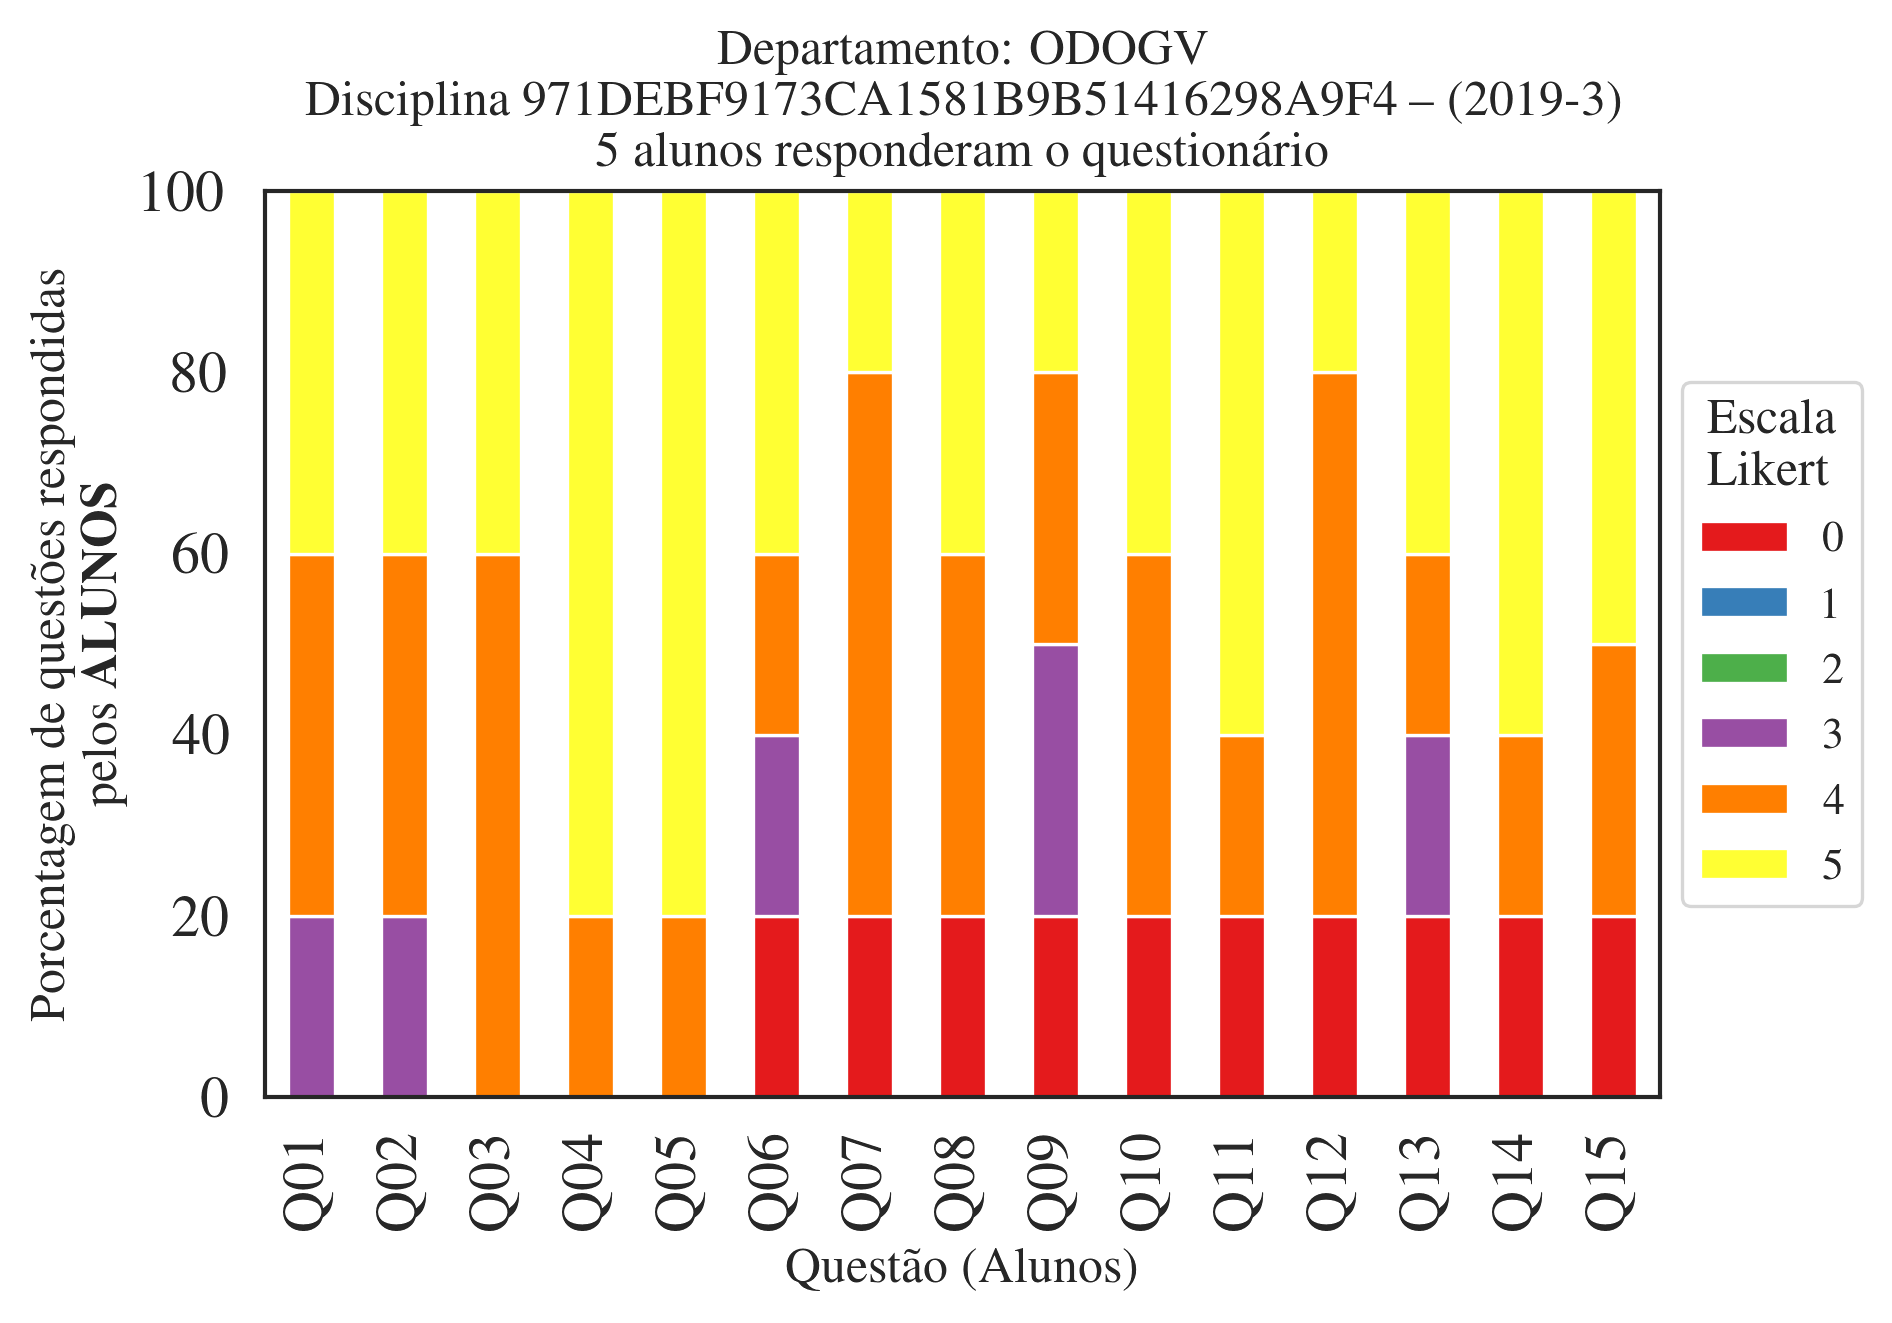 Departamento: ODOGV
Disciplina 971DEBF9173CA1581B9B51416298A9F4 – (2019-3)
5 alunos responderam o questionário
Porcentagem de questões respondidas
pelos ALUNOS
100
80
60
40
20
0
Q01
Q02
Q03
Q04
Q05
Q06
Q07
Q08
Q09
Q10
Q11
Q12
Q13
Q14
Q15
Questão (Alunos)
Escala
Likert
0
1
2
3
4
5